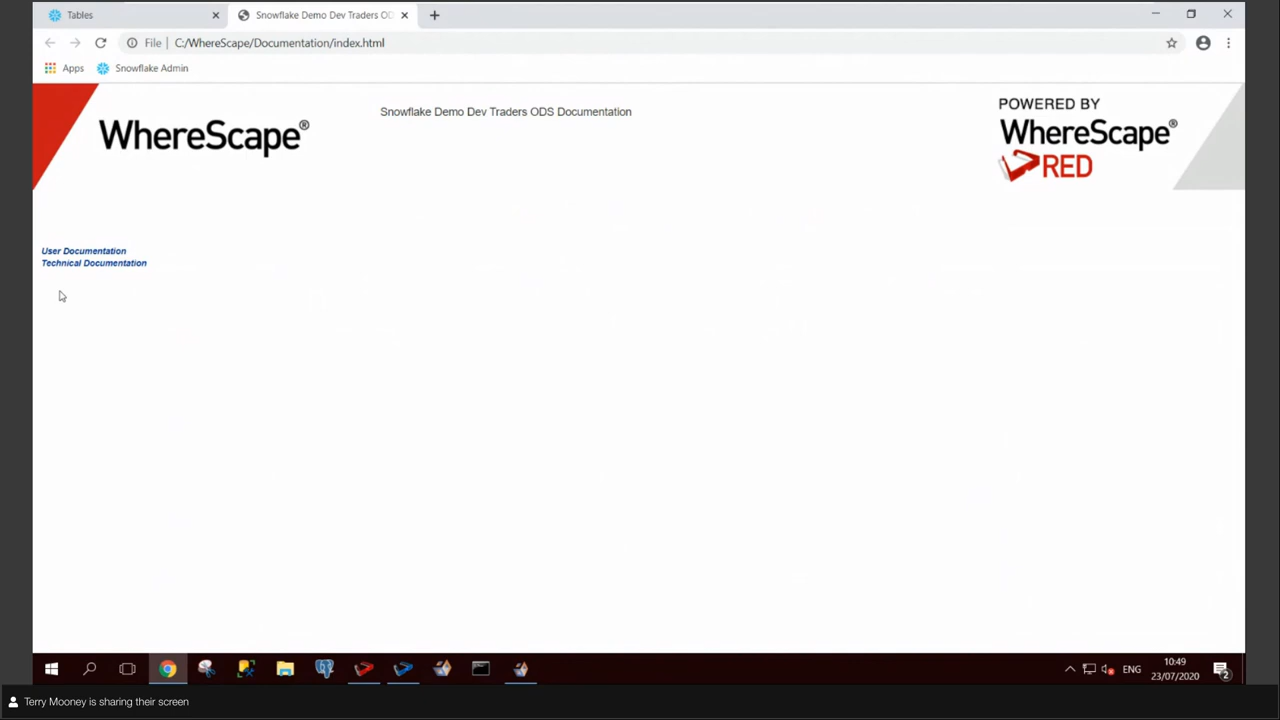 Tables
Snowflake Demo Dev Traders OD
File
C:/WhereScape/Documentation/index.html
Apps
Snowflake Admin
WhereScape®
Snowflake Demo Dev Traders ODS Documentation
POWERED BY
WhereScape®
RED
User Documentation
Technical Documentation
ENG
10:49
23/07/2020
2
Terry Mooney is sharing their screen